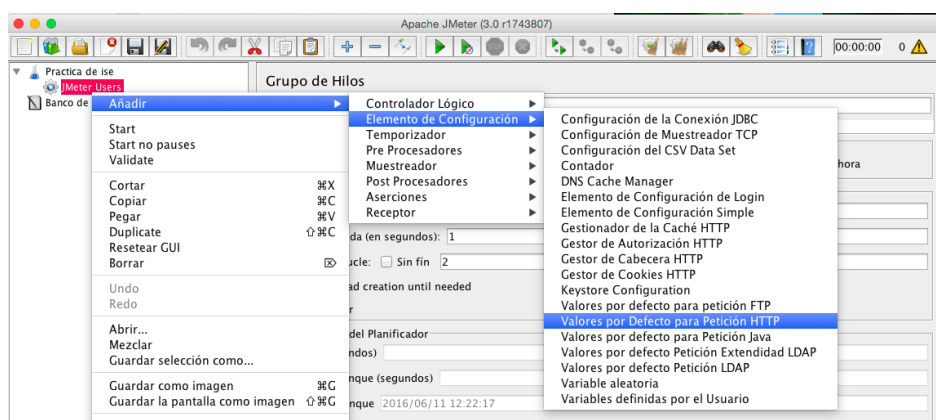 Apache JMeter (3.0 r1743807)
00:00:00 0
Practica de ise
JMeter Users
Banco de
Grupo de Hilos
Añadir
Start
Start no pauses
Validate
Cortar ⌘X
Copiar ⌘C
Pegar ⌘V
Duplicate ⇧⌘C
Resetear GUI
Borrar ⌦
Undo
Redo
Abrir...
Mezclar
Guardar selección como...
Guardar como imagen ⌘G
Guardar la pantalla como imagen ⇧⌘G
Controlador Lógico
Elemento de Configuración
Temporizador
Pre Procesadores
Muestreador
Post Procesadores
Aserciones
Receptor
Configuración de la Conexión JDBC
Configuración de Muestreador TCP
Configuración del CSV Data Set
Contador
DNS Cache Manager
Elemento de Configuración de Login
Elemento de Configuración Simple
Gestionador de la Caché HTTP
Gestor de Autorización HTTP
Gestor de Cabecera HTTP
Gestor de Cookies HTTP
Keystore Configuration
Valores por defecto para petición FTP
Valores por Defecto para Petición HTTP
Valores por defecto para Petición Java
Valores por defecto Petición Extendidad LDAP
Valores por defecto Petición LDAP
Variable aleatoria
Variables definidas por el Usuario
hora
da (en segundos): 1
ucle: Sin fín 2
ad creation until needed
r
del Planificador
ndos)
nque (segundos)
nque 2016/06/11 12:22:17